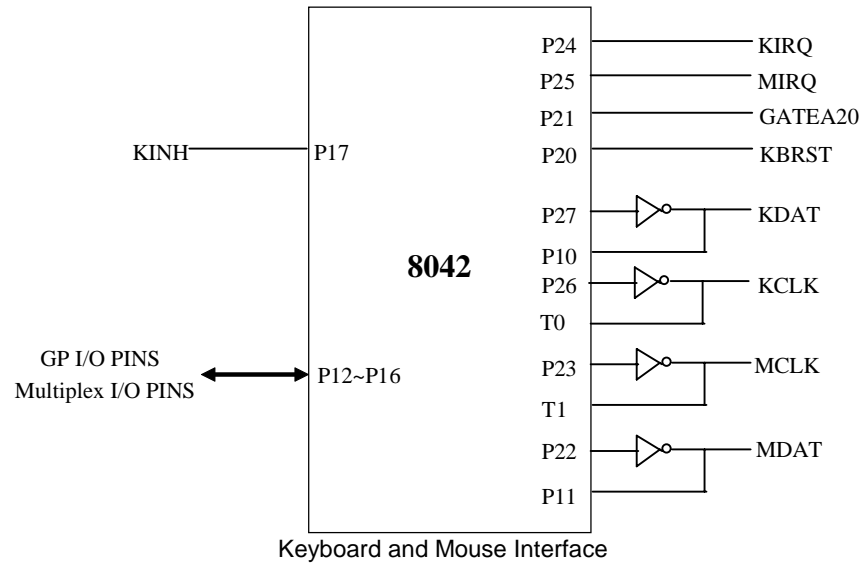 P24 KIRQ
P25 MIRQ
P21 GATEA20
KINH P17 P20 KBRST
P27 KDAT
P10
8042
P26 KCLK
T0
GP I/O PINS
Multiplex I/O PINS
P12~P16
P23 MCLK
T1
P22 MDAT
P11
Keyboard and Mouse Interface